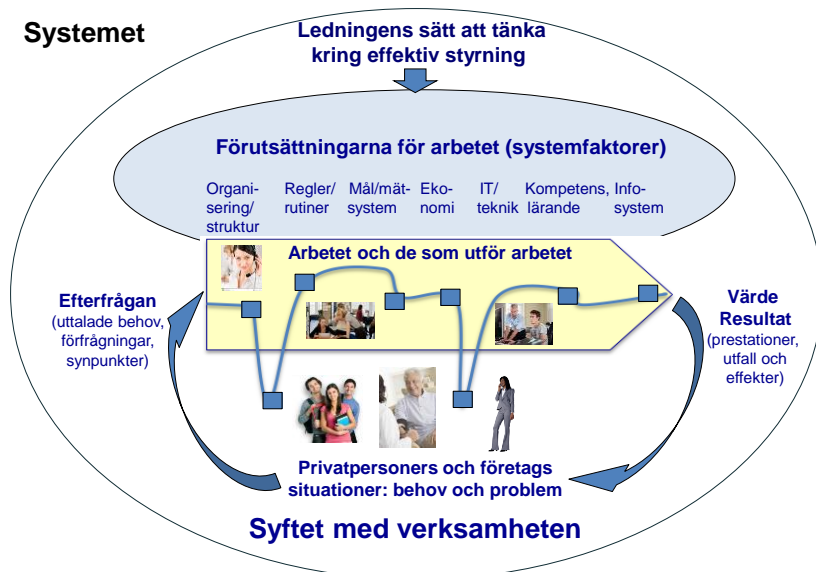 Systemet
Ledningens sätt att tänka
kring effektiv styrning
Förutsättningarna för arbetet (systemfaktorer)
Organi-
sering/
struktur
Regler/
rutiner
Mål/mät-
system
Eko-
nomi
IT/
teknik
Kompetens,
lärande
Info-
system
Arbetet och de som utför arbetet
Efterfrågan
(uttalade behov,
förfrågningar,
synpunkter)
Värde
Resultat
(prestationer,
utfall och
effekter)
Privatpersoners och företags
situationer: behov och problem
Syftet med verksamheten